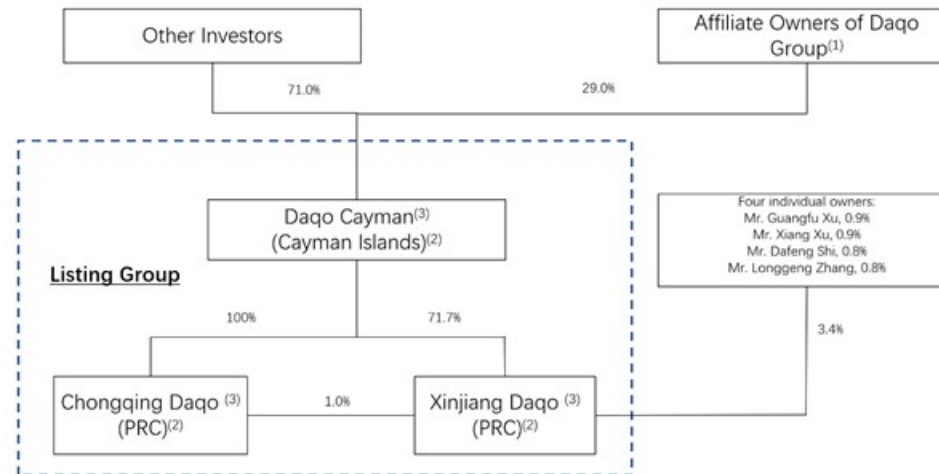 Other Investors
Affiliate Owners of Daqo
Group(1)
71.0%
29.0%
Daqo Cayman(3)
(Cayman Islands)(2)
Four individual owners:
Mr. Guangfu Xu, 0.9%
Mr. Xiang Xu, 0.9%
Mr. Dafeng Shi, 0.8%
Mr. Longgeng Zhang, 0.8%
Listing Group
100%
71.7%
3.4%
Chongqing Daqo (3)
(PRC)(2)
1.0%
Xinjiang Daqo (3)
(PRC)(2)